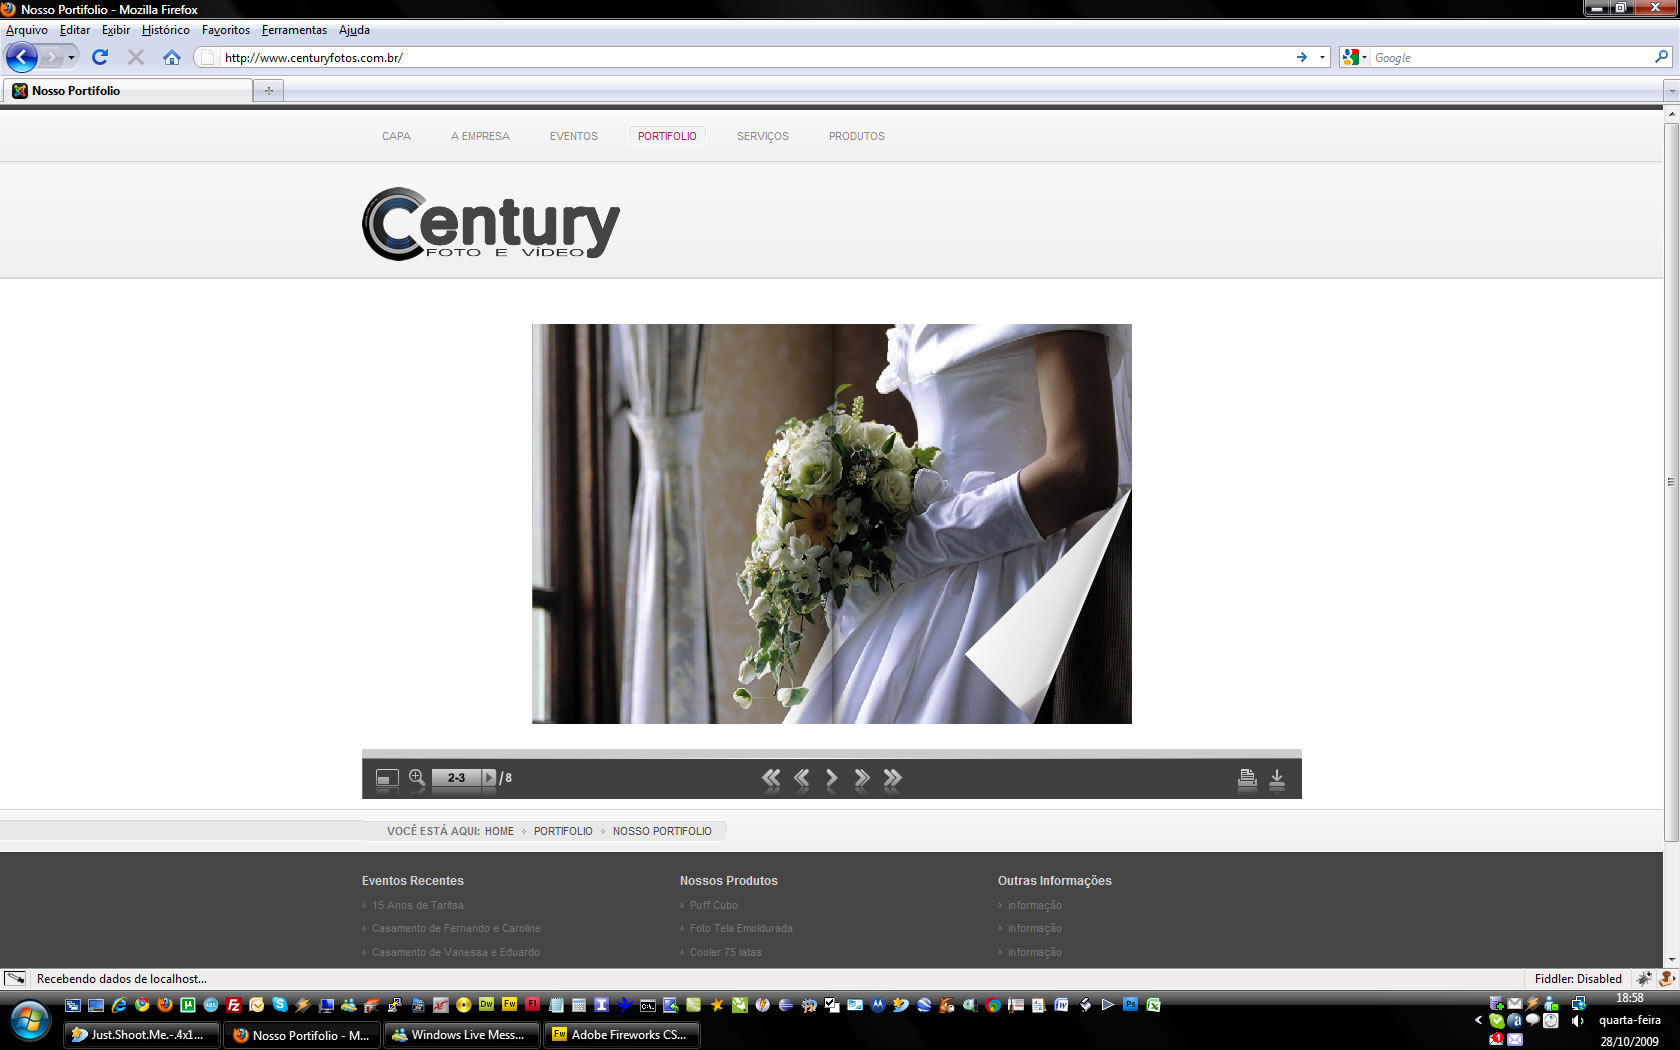 Nosso Portifolio - Mozilla Firefox
Arquivo Editar Exibir Histórico Favoritos Ferramentas Ajuda
http://www.centuryfotos.com.br/
Google
Nosso Portifolio
CAPA A EMPRESA EVENTOS PORTIFOLIO SERVIÇOS PRODUTOS
Century
FOTO E VÍDEO
2-3 / 8
VOCÊ ESTÁ AQUI: HOME PORTIFOLIO NOSSO PORTIFOLIO
Eventos Recentes Nossos Produtos Outras Informações
15 Anos de Taritsa Puff Cubo informação
Casamento de Fernando e Caroline Foto Tela Emoldurada informação
Casamento de Vanessa e Eduardo Cooler 75 latas informação
Recebendo dados de localhost... Fiddler: Disabled
18:58
Just.Shoot.Me.-.4x1... Nosso Portifolio - M... Windows Live Mess... Adobe Fireworks CS... quarta-feira
28/10/2009